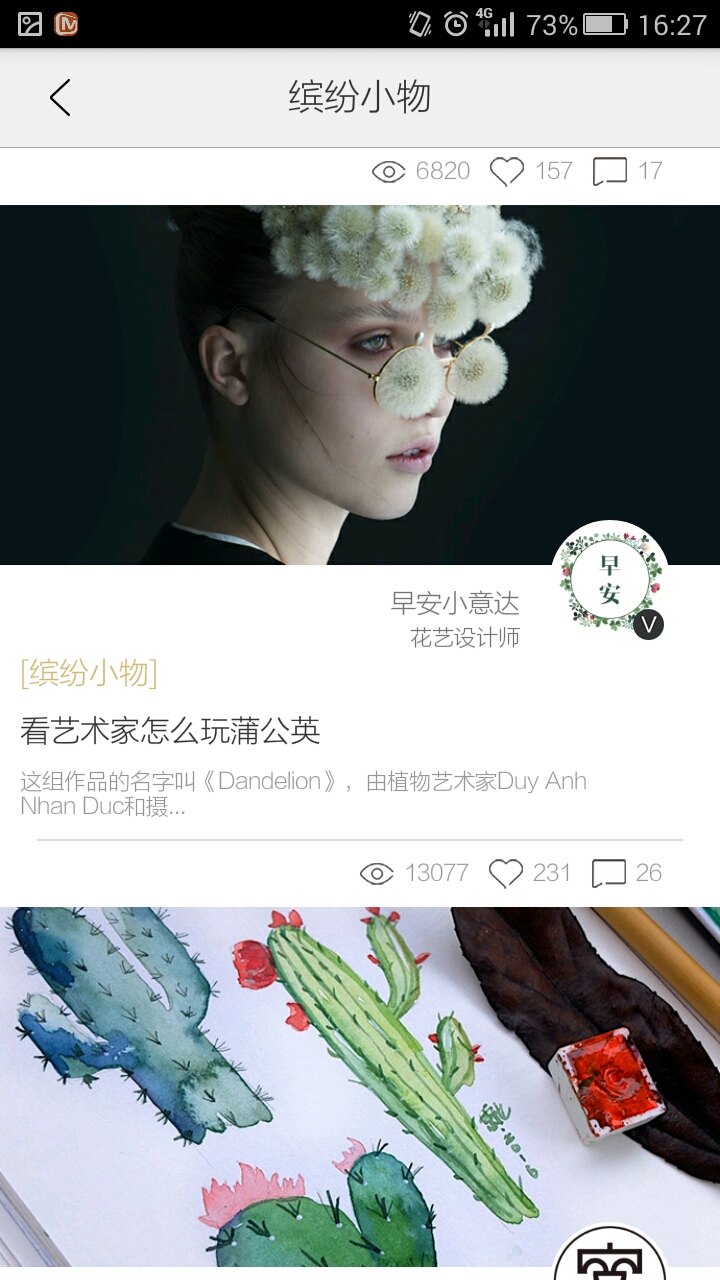 4G 73% 16:27
缤纷小物
6820 157 17
早安
早安小意达
V
花艺设计师
[缤纷小物]
看艺术家怎么玩蒲公英
这组作品的名字叫《Dandelion》，由植物艺术家Duy Anh
Nhan Duc和摄...
13077 231 26